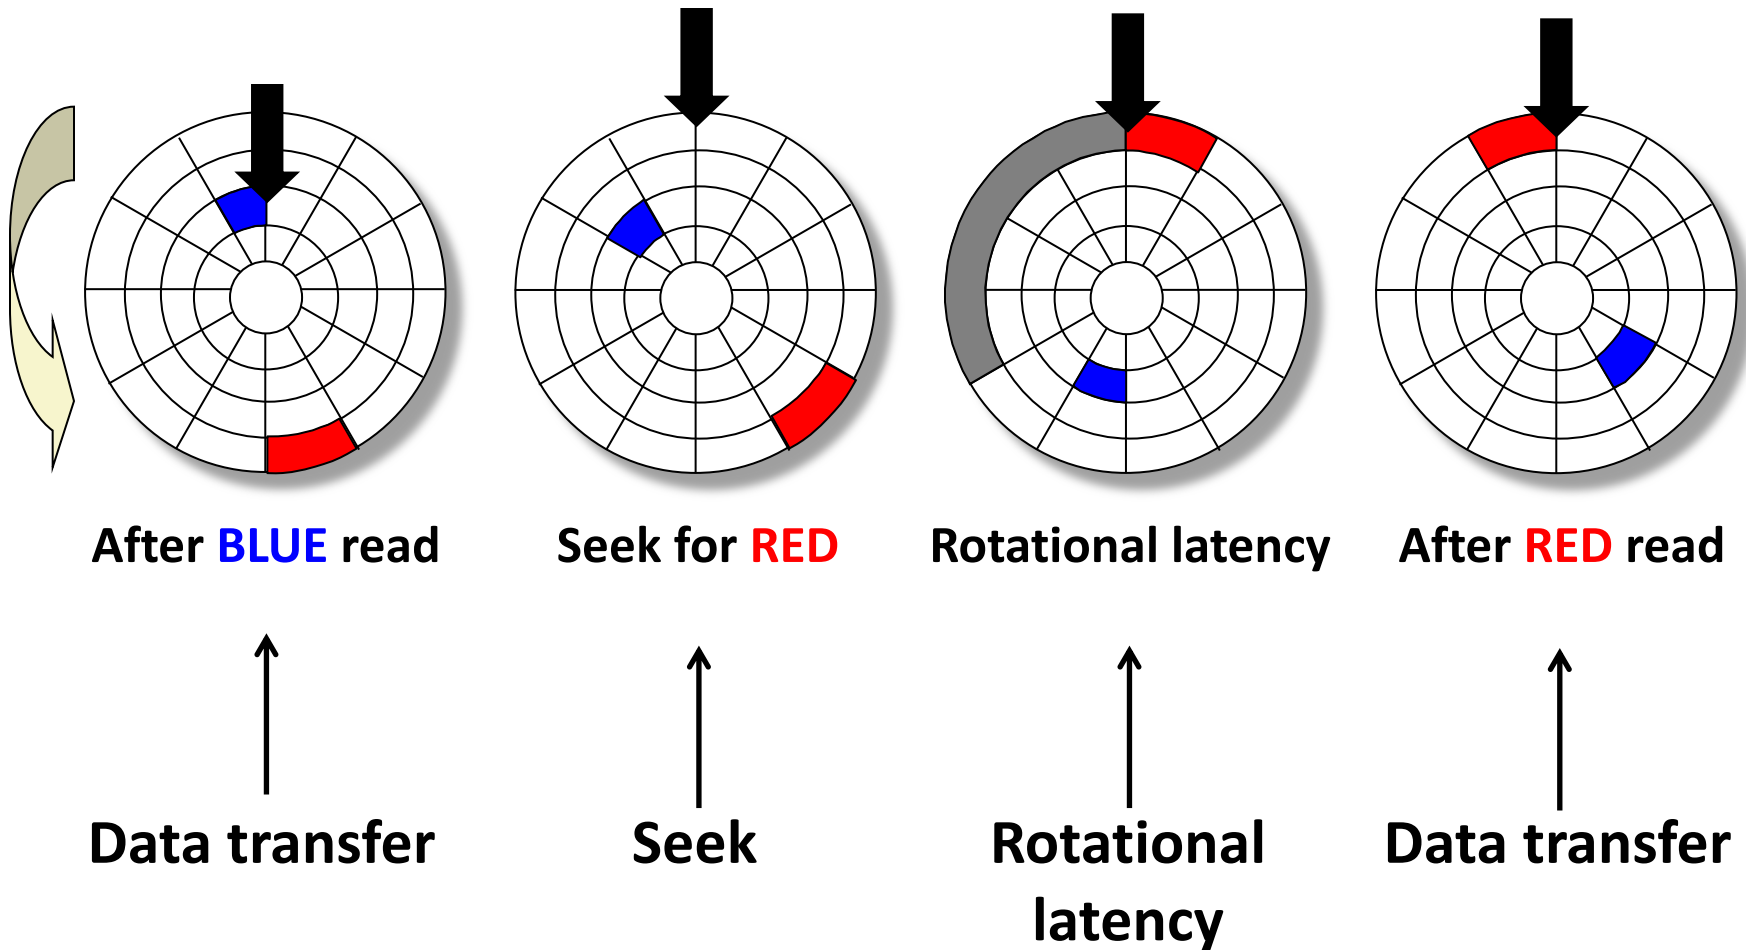 After BLUE read
Seek for RED
Rotational latency
After RED read
Data transfer
Seek
Rotational
latency
Data transfer